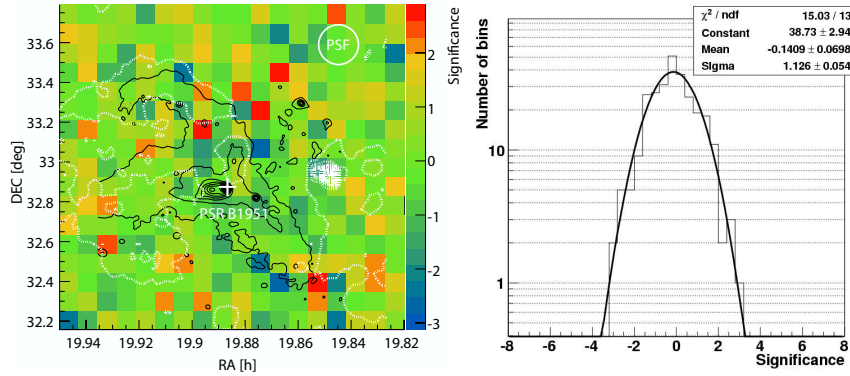 PSF
PSR B1951
33.6
33.4
33.2
33
32.8
32.6
32.4
32.2
DEC [deg]
19.94
19.92
19.9
19.88
19.86
19.84
19.82
RA [h]
2
1
0
-1
-2
-3
Significance
χ² / ndf 15.03 / 13
Constant 38.73 ± 2.94
Mean -0.1409 ± 0.0698
Sigma 1.126 ± 0.054
Number of bins
10
1
-8
-6
-4
-2
0
2
4
6
8
Significance